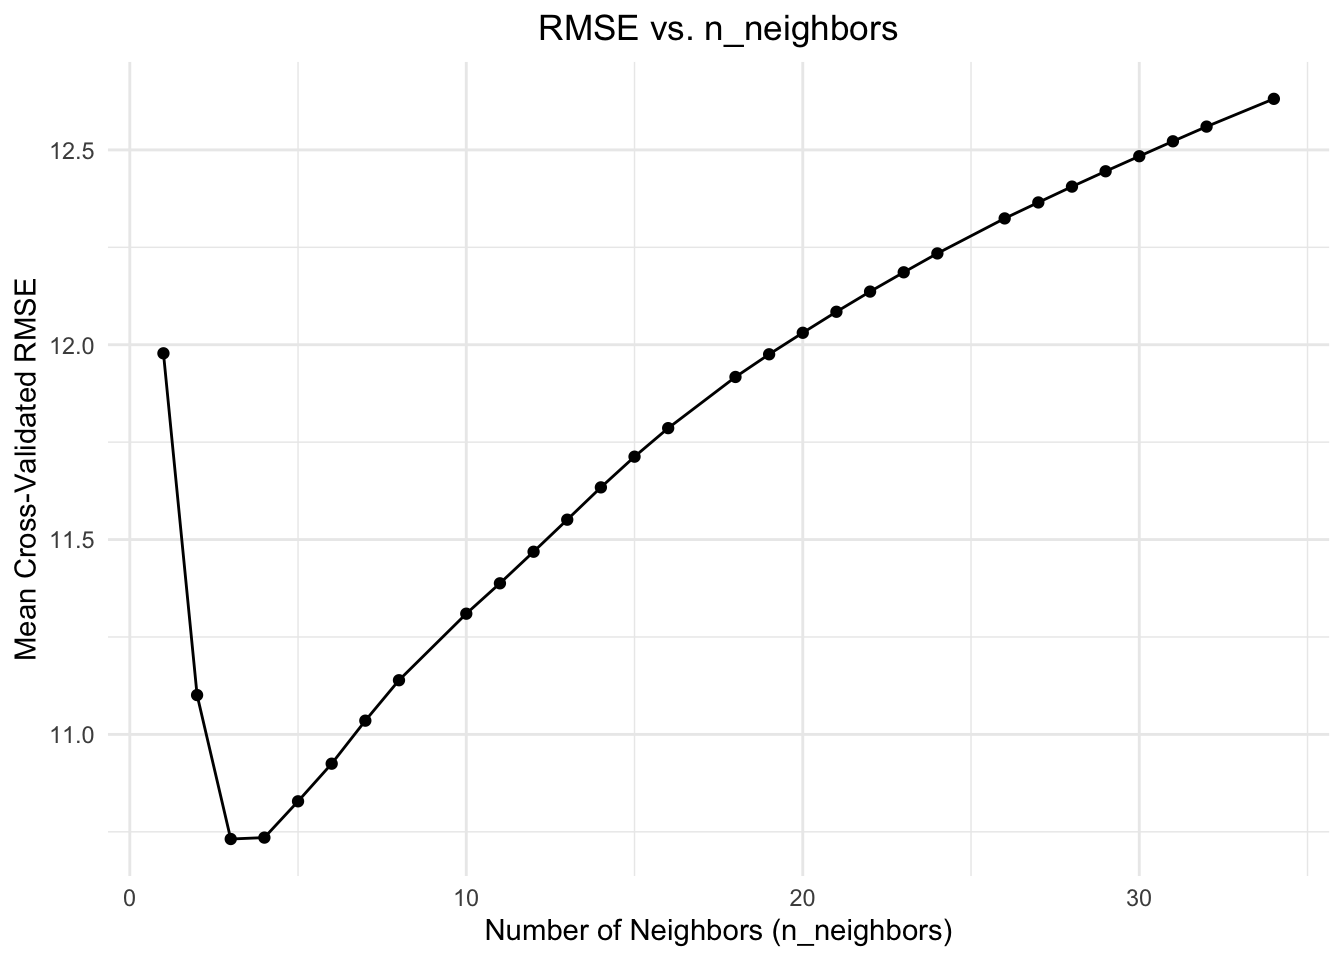 RMSE vs. n_neighbors
Mean Cross-Validated RMSE
12.5
12.0
11.5
11.0
0
10
20
30
Number of Neighbors (n_neighbors)